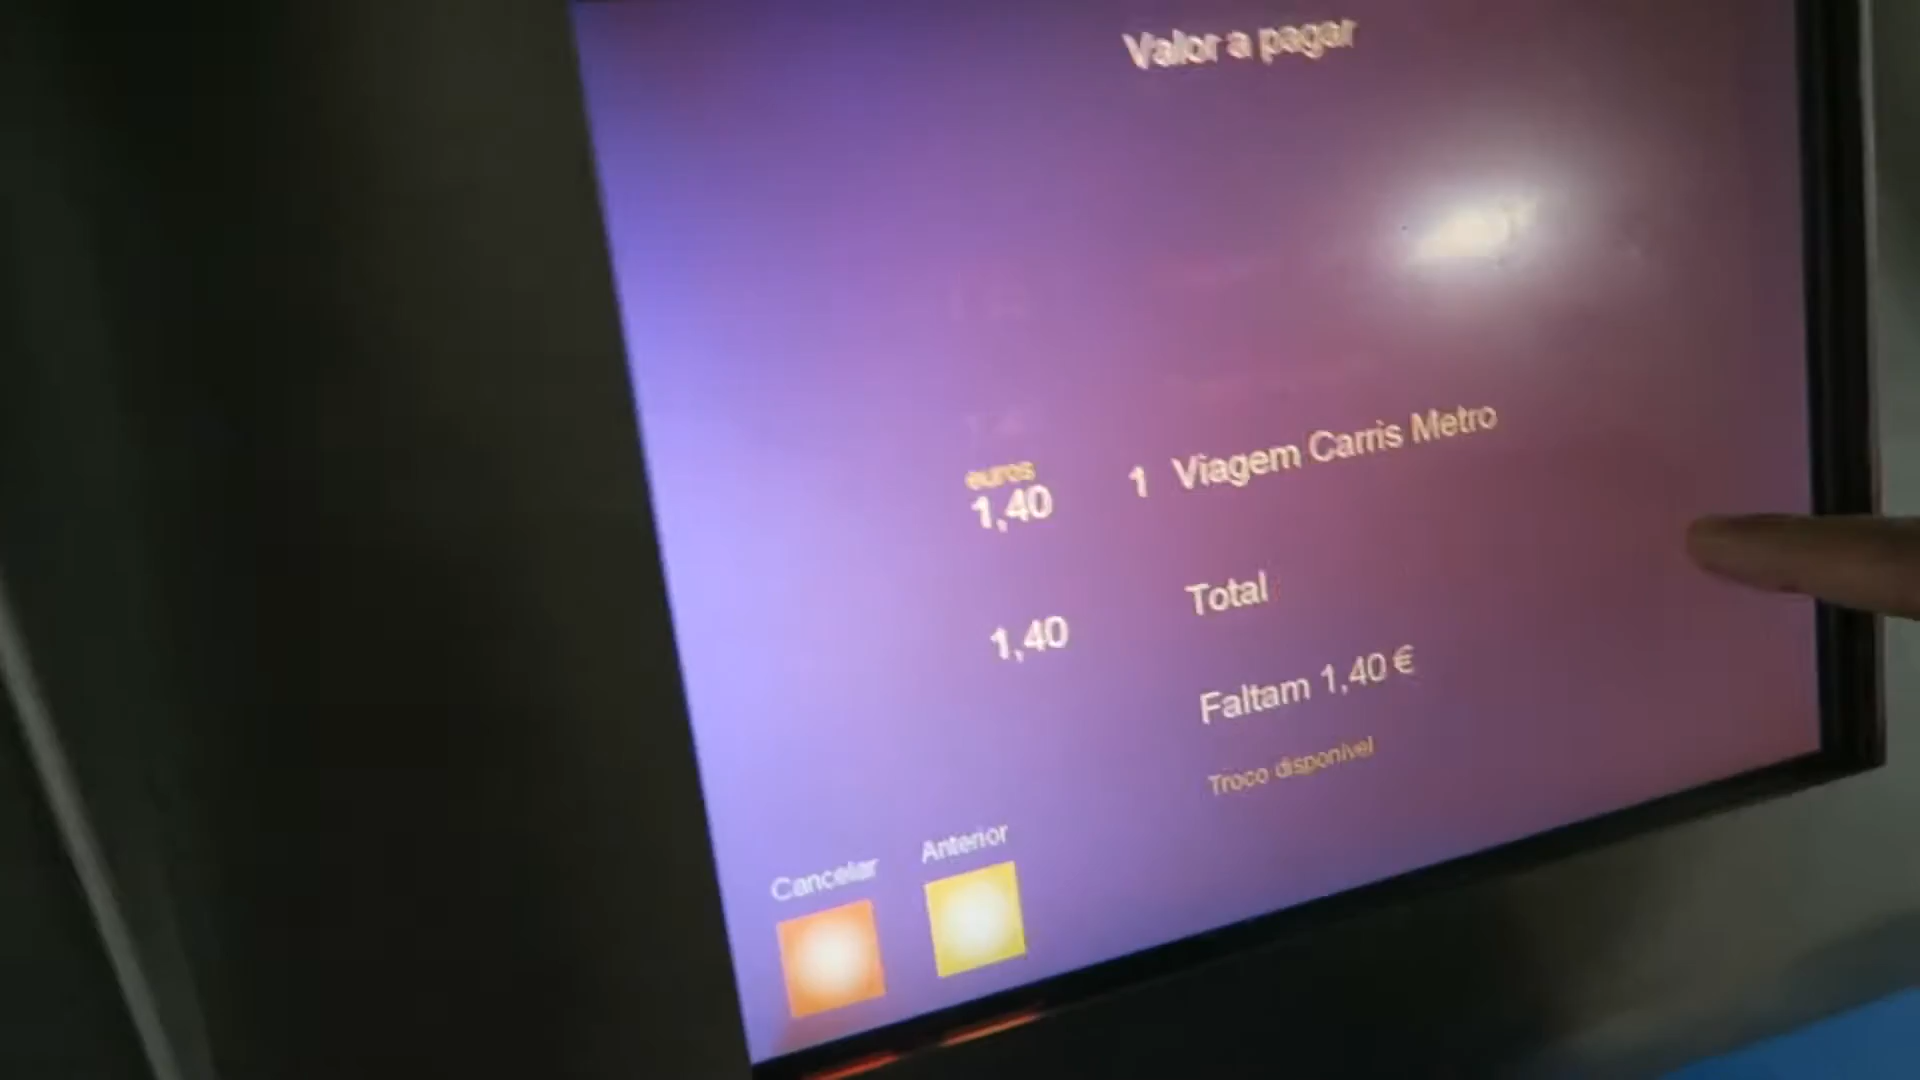 Valor a pagar
euros
1,40 1 Viagem Carris Metro
1,40 Total
Faltam 1,40 €
Troco disponível
Cancelar Anterior